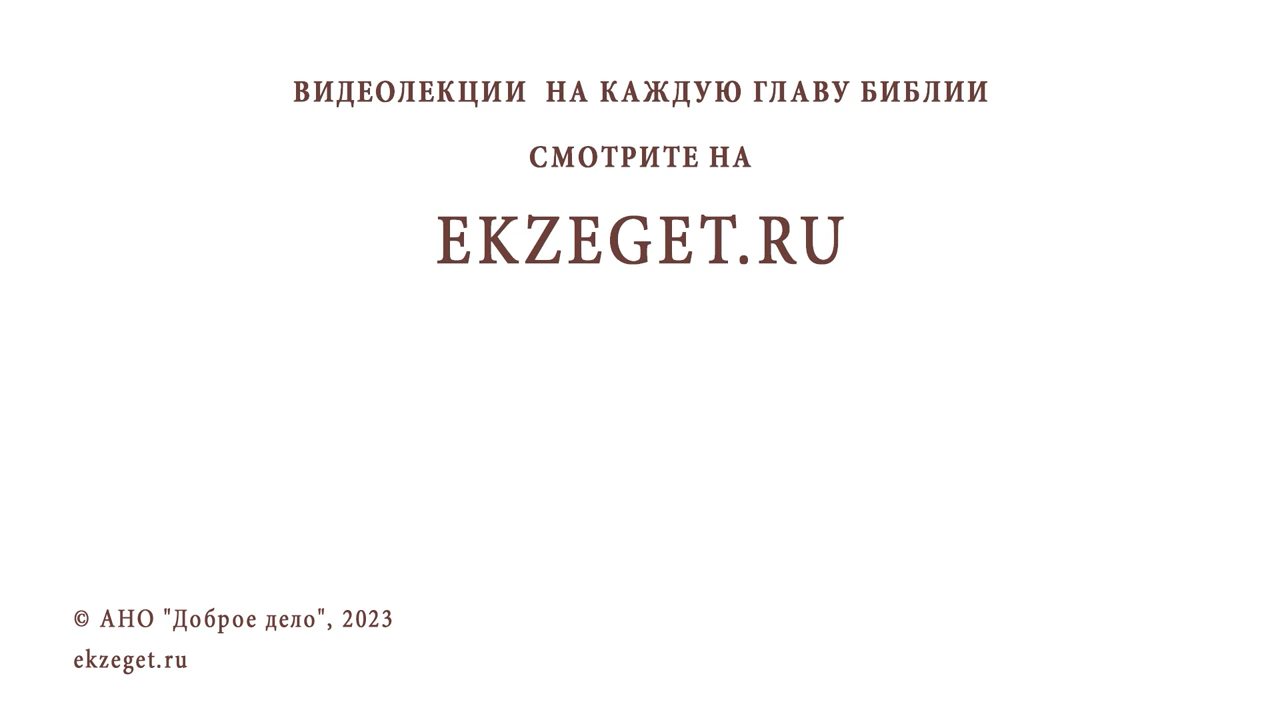 ВИДЕОЛЕКЦИИ НА КАЖДУЮ ГЛАВУ БИБЛИИ
СМОТРИТЕ НА
EKZEGET.RU
© АНО "Доброе дело", 2023
ekzeget.ru